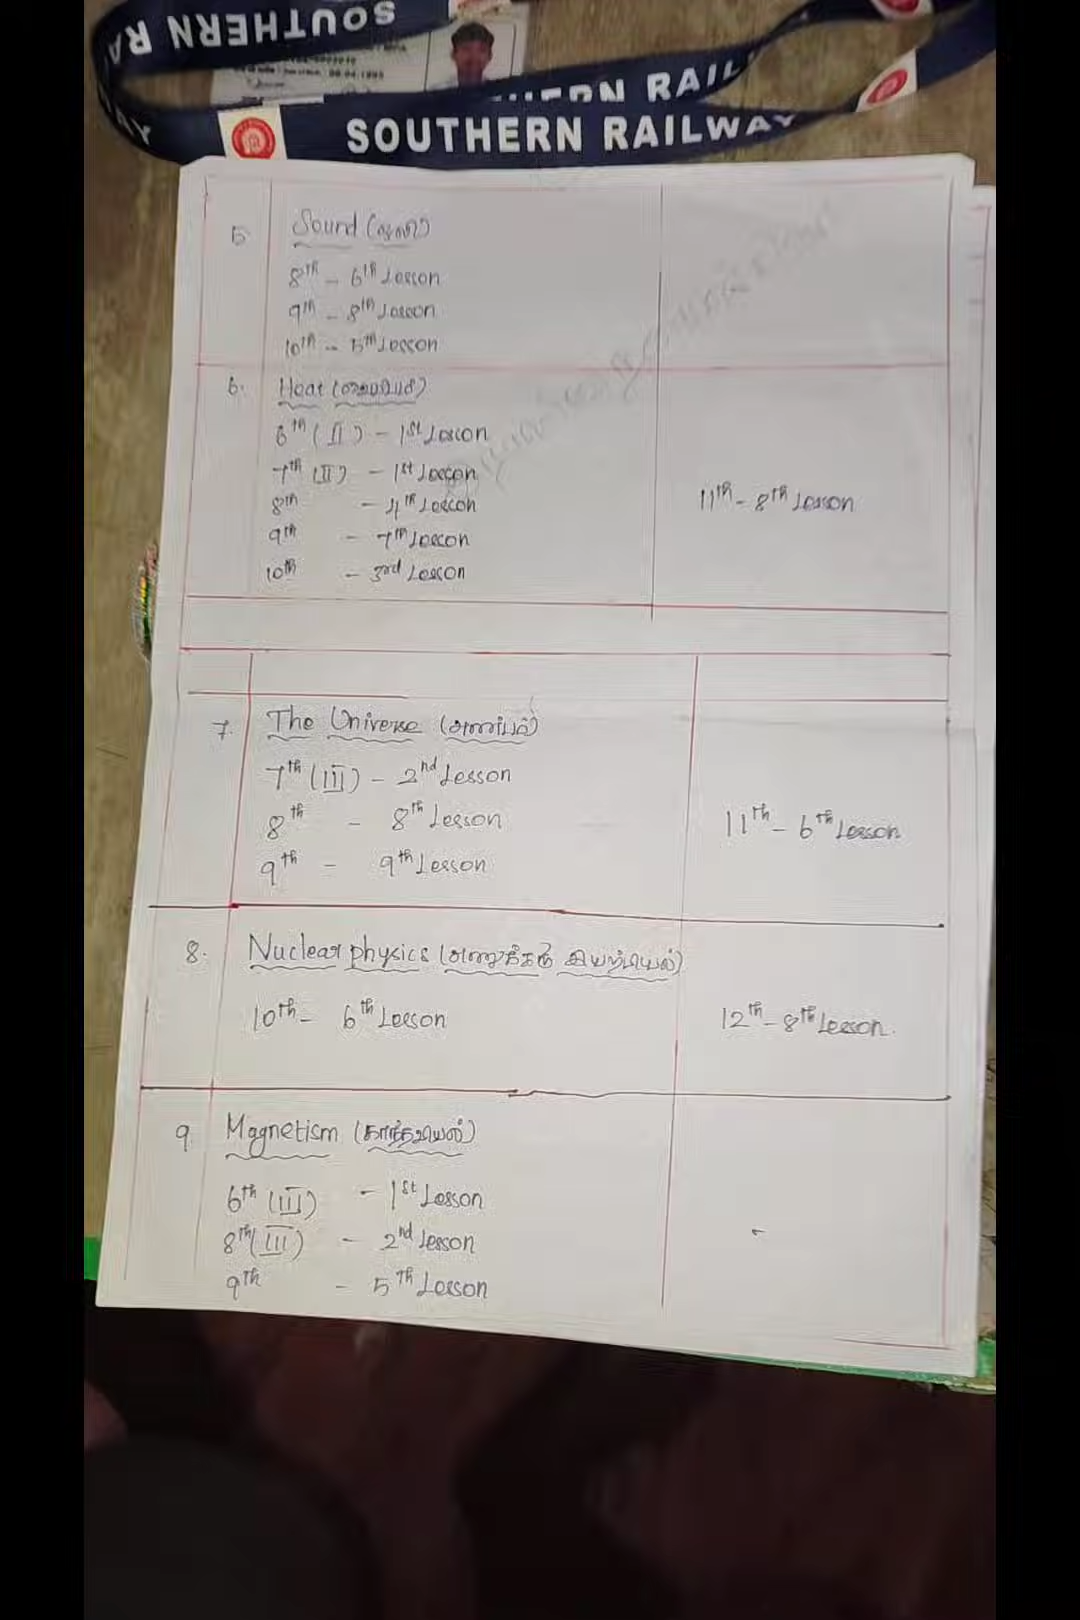 SOUTHERN
SOUTHERN RAILWAY
5 Sound (ஒலி)
8th - 6th Lesson
9th - 8th Lesson
10th - 5th Lesson
6. Heat (வெப்பம்)
6th (II) - 1st Lesson
7th (II) - 1st Lesson
8th - 4th Lesson
11th - 8th Lesson
9th - 7th Lesson
10th - 3rd Lesson
7. The Universe (அண்டம்)
7th (III) - 2nd Lesson
8th - 8th Lesson
11th - 6th Lesson
9th - 9th Lesson
8. Nuclear physics (அணுக்கரு இயற்பியல்)
10th - 6th Lesson
12th - 8th Lesson.
9. Magnetism (காந்தவியல்)
6th (III) - 1st Lesson
8th (III) - 2nd Lesson
9th - 5th Lesson